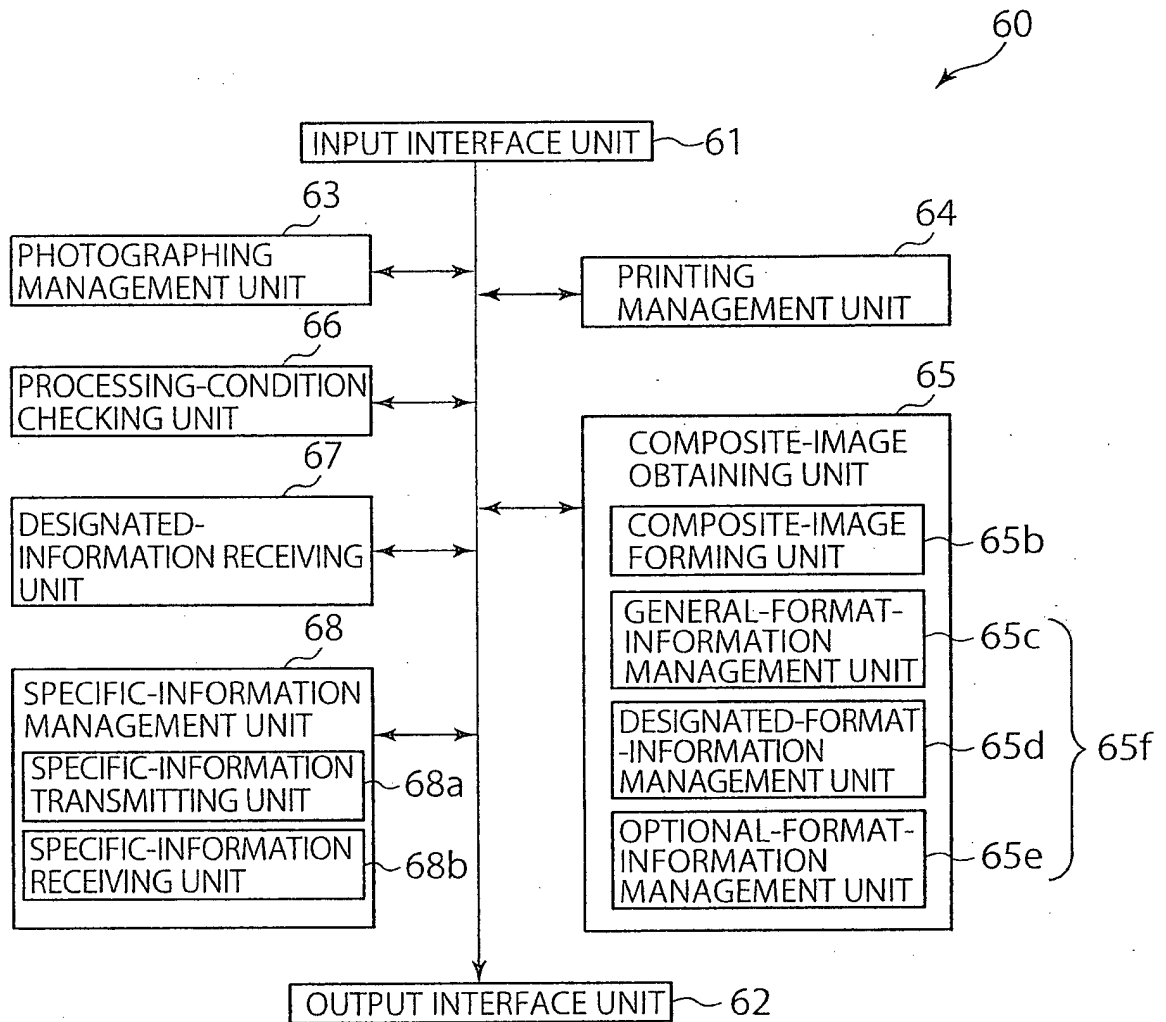 60
INPUT INTERFACE UNIT
61
63
PHOTOGRAPHING
MANAGEMENT UNIT
64
PRINTING
MANAGEMENT UNIT
66
PROCESSING-CONDITION
CHECKING UNIT
67
DESIGNATED-
INFORMATION RECEIVING
UNIT
68
SPECIFIC-INFORMATION
MANAGEMENT UNIT
SPECIFIC-INFORMATION
TRANSMITTING UNIT
68a
SPECIFIC-INFORMATION
RECEIVING UNIT
68b
65
COMPOSITE-IMAGE
OBTAINING UNIT
COMPOSITE-IMAGE
FORMING UNIT
65b
GENERAL-FORMAT-
INFORMATION
MANAGEMENT UNIT
65c
DESIGNATED-FORMAT
-INFORMATION
MANAGEMENT UNIT
65d
OPTIONAL-FORMAT-
INFORMATION
MANAGEMENT UNIT
65e
65f
OUTPUT INTERFACE UNIT
62